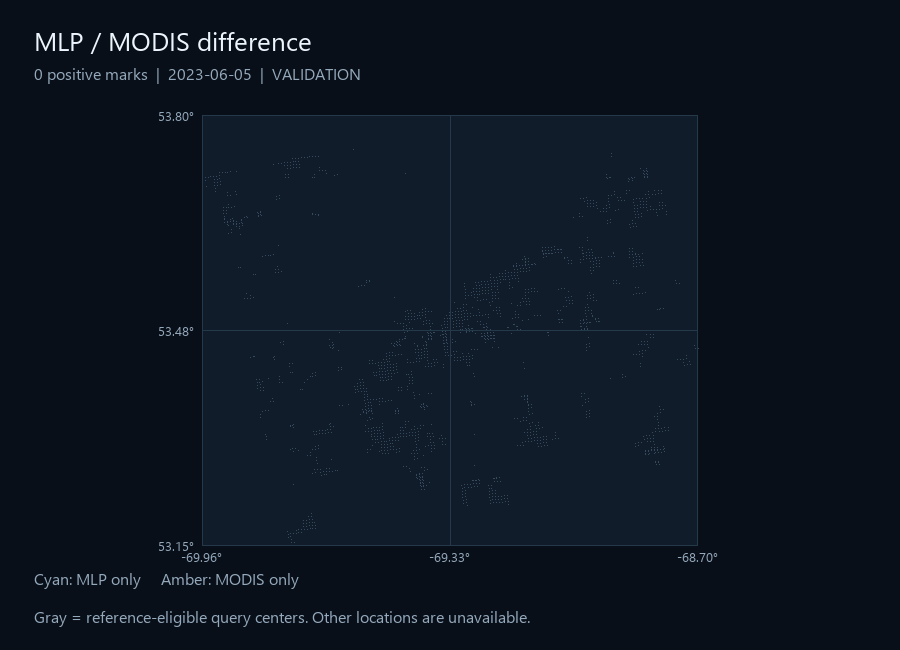 MLP / MODIS difference
0 positive marks | 2023-06-05 | VALIDATION
53.80°
53.48°
53.15°
-69.96° -69.33° -68.70°
Cyan: MLP only Amber: MODIS only
Gray = reference-eligible query centers. Other locations are unavailable.